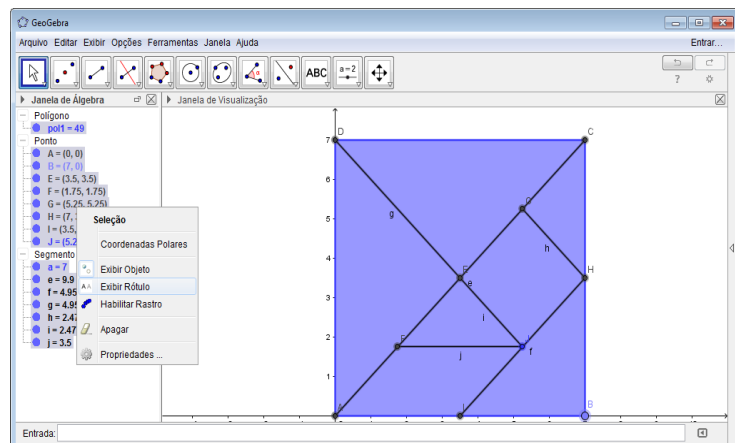 GeoGebra
Arquivo Editar Exibir Opções Ferramentas Janela Ajuda
Entrar...
ABC a = 2
Janela de Álgebra
Janela de Visualização
Polígono
pol1 = 49
Ponto
A = (0, 0)
B = (7, 0)
E = (3.5, 3.5)
F = (1.75, 1.75)
G = (5.25, 5.25)
H = (7,
I = (3.5,
J = (5.2
Segmento
a = 7
e = 9.9
f = 4.95
g = 4.95
h = 2.47
i = 2.47
j = 3.5
Seleção
Coordenadas Polares
Exibir Objeto
AA Exibir Rótulo
Habilitar Rastro
Apagar
Propriedades ...
D
C
7
6
5
4
3
2
1
g
h
H
E
e
i
F
j
f
B
Entrada: